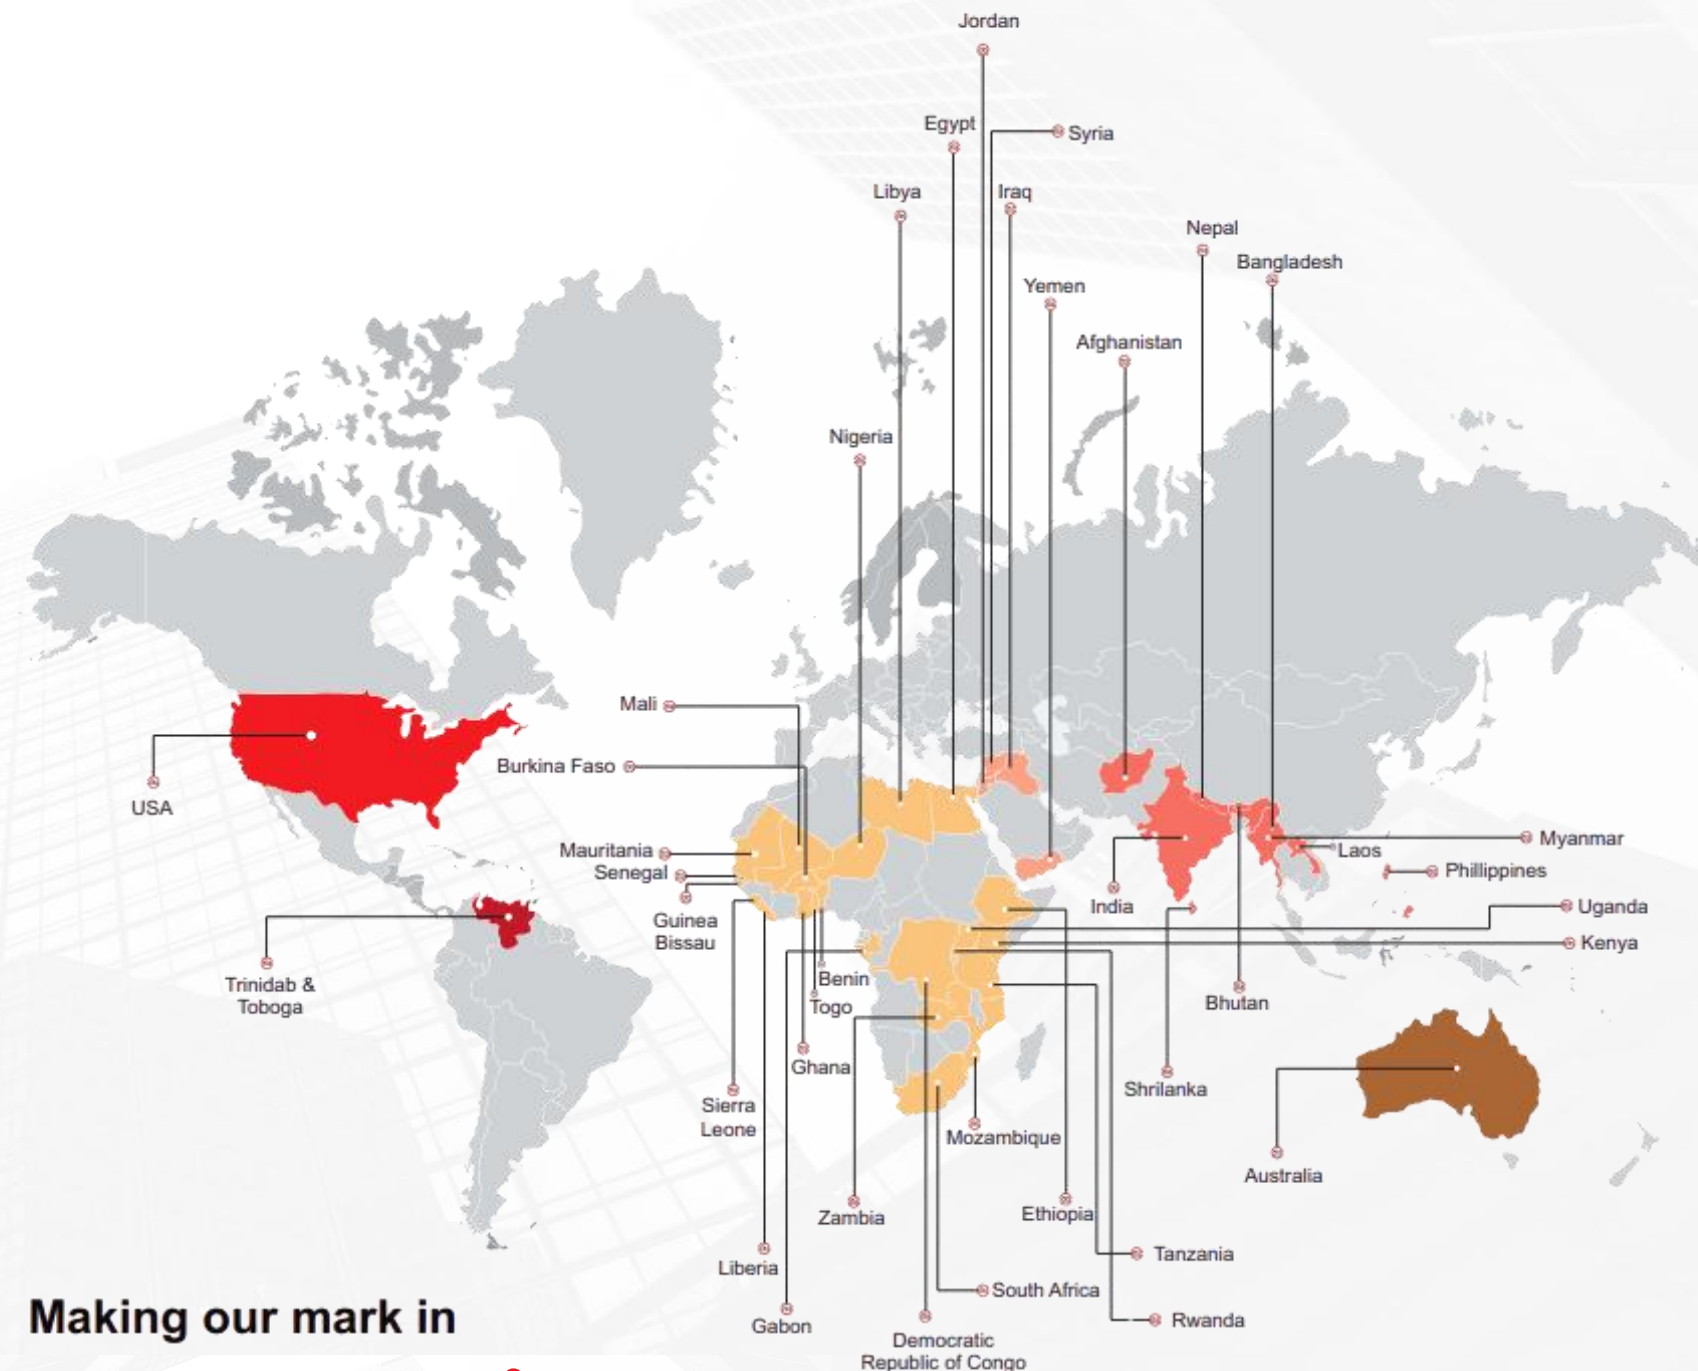 Jordan
Egypt
Syria
Libya
Iraq
Nepal
Bangladesh
Yemen
Afghanistan
Nigeria
Mali
Burkina Faso
USA
Mauritania
Senegal
Guinea
Bissau
Myanmar
Laos
Phillippines
India
Uganda
Kenya
Trinidab &
Toboga
Benin
Togo
Bhutan
Ghana
Shrilanka
Sierra
Leone
Mozambique
Australia
Zambia
Ethiopia
Tanzania
Liberia
South Africa
Rwanda
Gabon
Democratic
Republic of Congo
Making our mark in